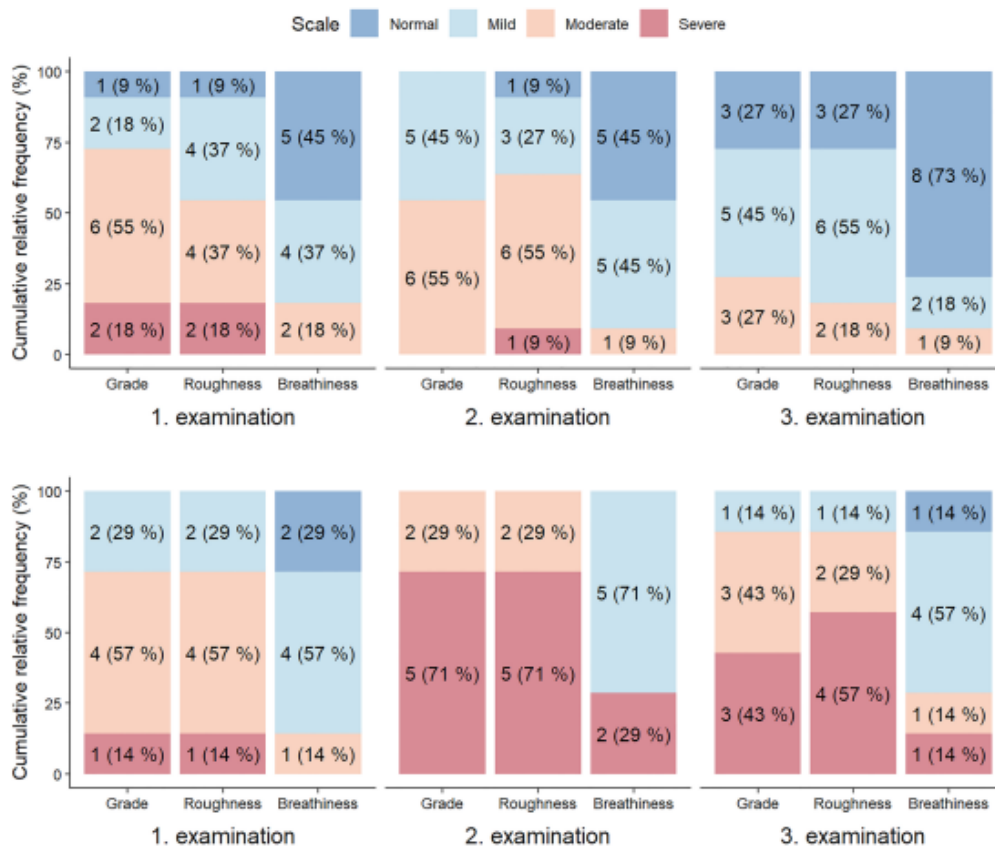 Scale Normal Mild Moderate Severe
Cumulative relative frequency (%)
100
75
50
25
0
1 (9 %)
2 (18 %)
6 (55 %)
2 (18 %)
1 (9 %)
4 (37 %)
4 (37 %)
2 (18 %)
5 (45 %)
4 (37 %)
2 (18 %)
Grade Roughness Breathiness
1. examination
5 (45 %)
6 (55 %)
1 (9 %)
3 (27 %)
6 (55 %)
1 (9 %)
5 (45 %)
5 (45 %)
1 (9 %)
Grade Roughness Breathiness
2. examination
3 (27 %)
5 (45 %)
3 (27 %)
3 (27 %)
6 (55 %)
2 (18 %)
8 (73 %)
2 (18 %)
1 (9 %)
Grade Roughness Breathiness
3. examination
Cumulative relative frequency (%)
100
75
50
25
0
2 (29 %)
4 (57 %)
1 (14 %)
2 (29 %)
4 (57 %)
1 (14 %)
2 (29 %)
4 (57 %)
1 (14 %)
Grade Roughness Breathiness
1. examination
2 (29 %)
5 (71 %)
2 (29 %)
5 (71 %)
5 (71 %)
2 (29 %)
Grade Roughness Breathiness
2. examination
1 (14 %)
3 (43 %)
3 (43 %)
1 (14 %)
2 (29 %)
4 (57 %)
1 (14 %)
4 (57 %)
1 (14 %)
1 (14 %)
Grade Roughness Breathiness
3. examination